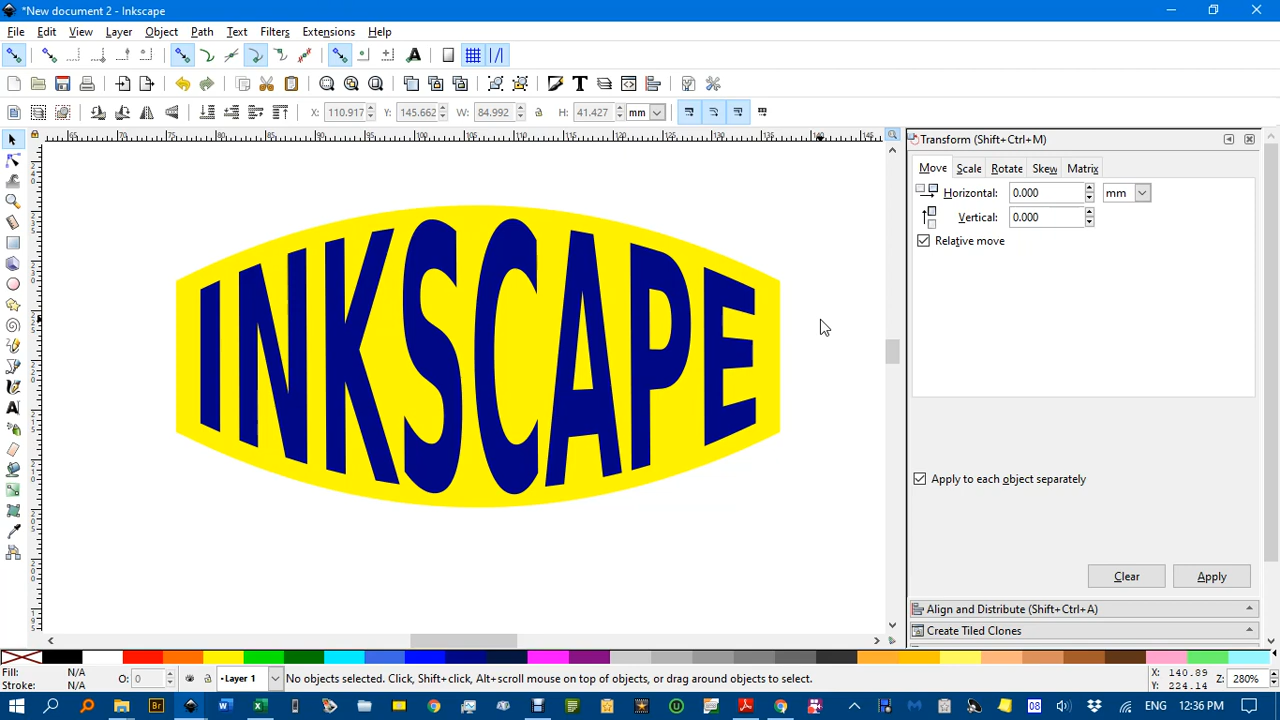 *New document 2 - Inkscape
File Edit View Layer Object Path Text Filters Extensions Help
X: 110.917 Y: 145.662 W: 84.992 H: 41.427 mm
Transform (Shift+Ctrl+M)
Move Scale Rotate Skew Matrix
Horizontal: 0.000 mm
Vertical: 0.000
Relative move
INKSCAPE
Apply to each object separately
Clear Apply
Align and Distribute (Shift+Ctrl+A)
Create Tiled Clones
Fill: N/A
Stroke: N/A
O: 0
Layer 1
No objects selected. Click, Shift+click, Alt+scroll mouse on top of objects, or drag around objects to select.
X: 140.89
Y: 224.14
Z: 280%
ENG 12:36 PM